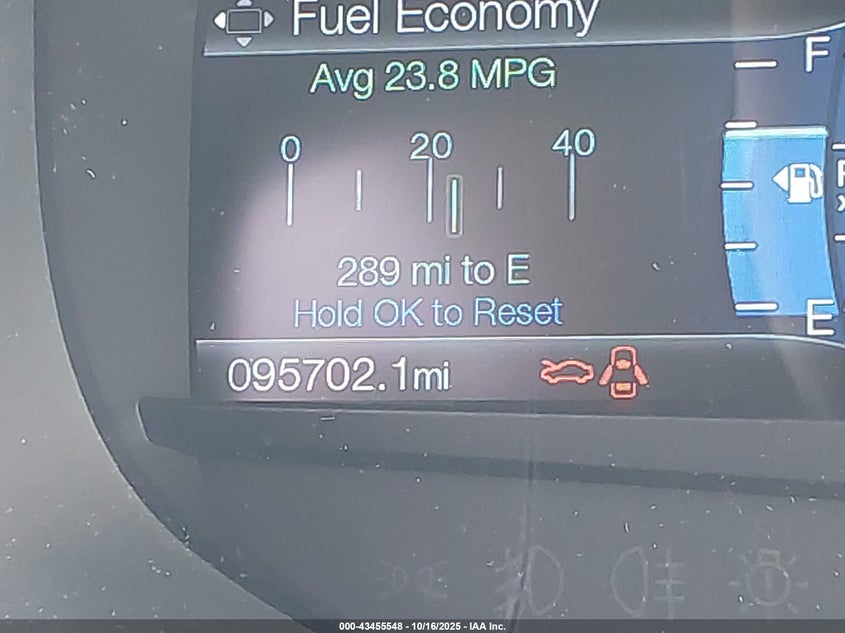 Fuel Economy
Avg 23.8 MPG
0 20 40
289 mi to E
Hold OK to Reset
095702.1mi
F
E
000-43455548 - 10/16/2025 - IAA Inc.